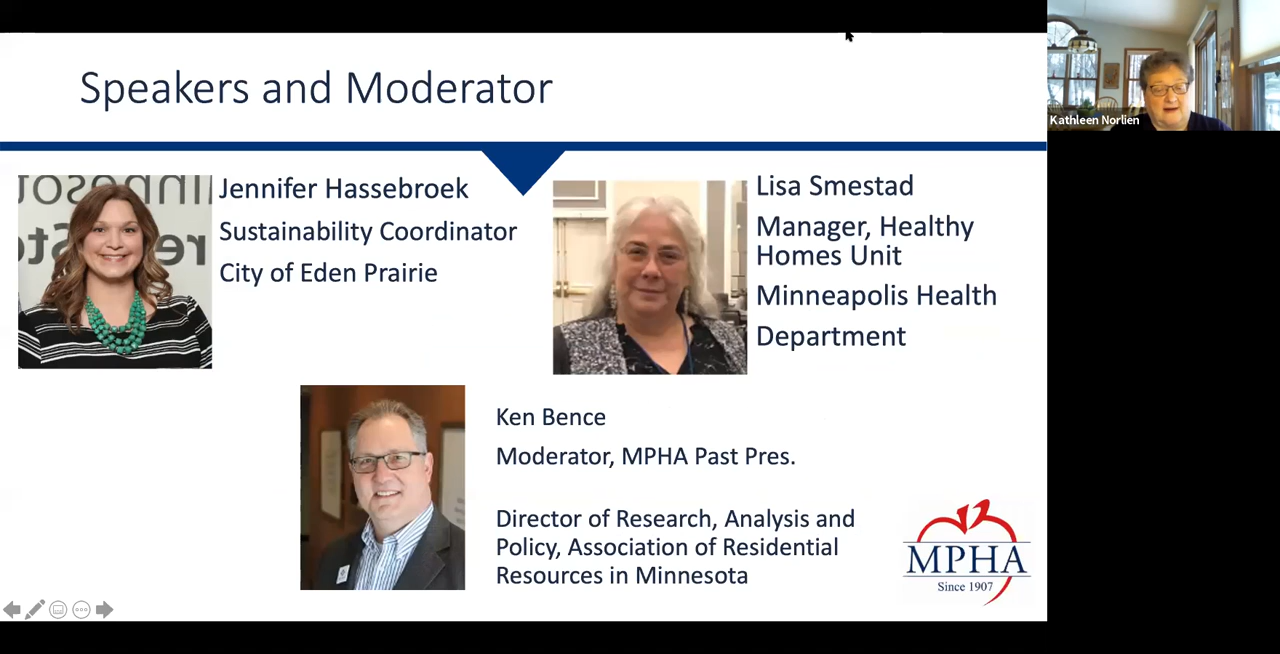 Speakers and Moderator
Kathleen Norlien
Jennifer Hassebroek
Sustainability Coordinator
City of Eden Prairie
Lisa Smestad
Manager, Healthy
Homes Unit
Minneapolis Health
Department
Ken Bence
Moderator, MPHA Past Pres.
Director of Research, Analysis and
Policy, Association of Residential
Resources in Minnesota
MPHA
Since 1907